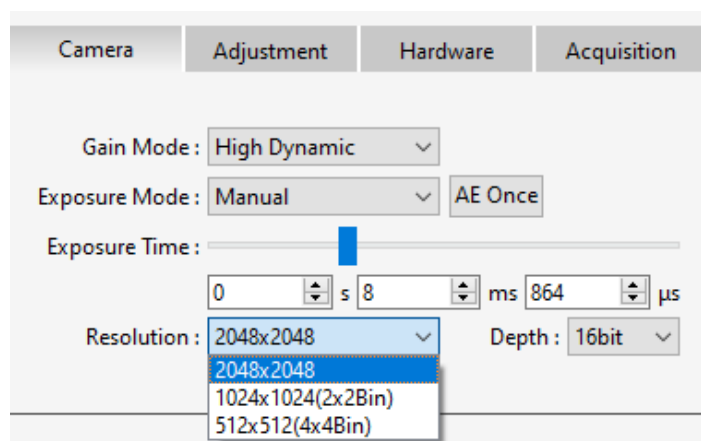 Camera Adjustment Hardware Acquisition
Gain Mode : High Dynamic
Exposure Mode : Manual AE Once
Exposure Time :
0 s 8 ms 864 µs
Resolution : 2048x2048 Depth : 16bit
2048x2048
1024x1024(2x2Bin)
512x512(4x4Bin)